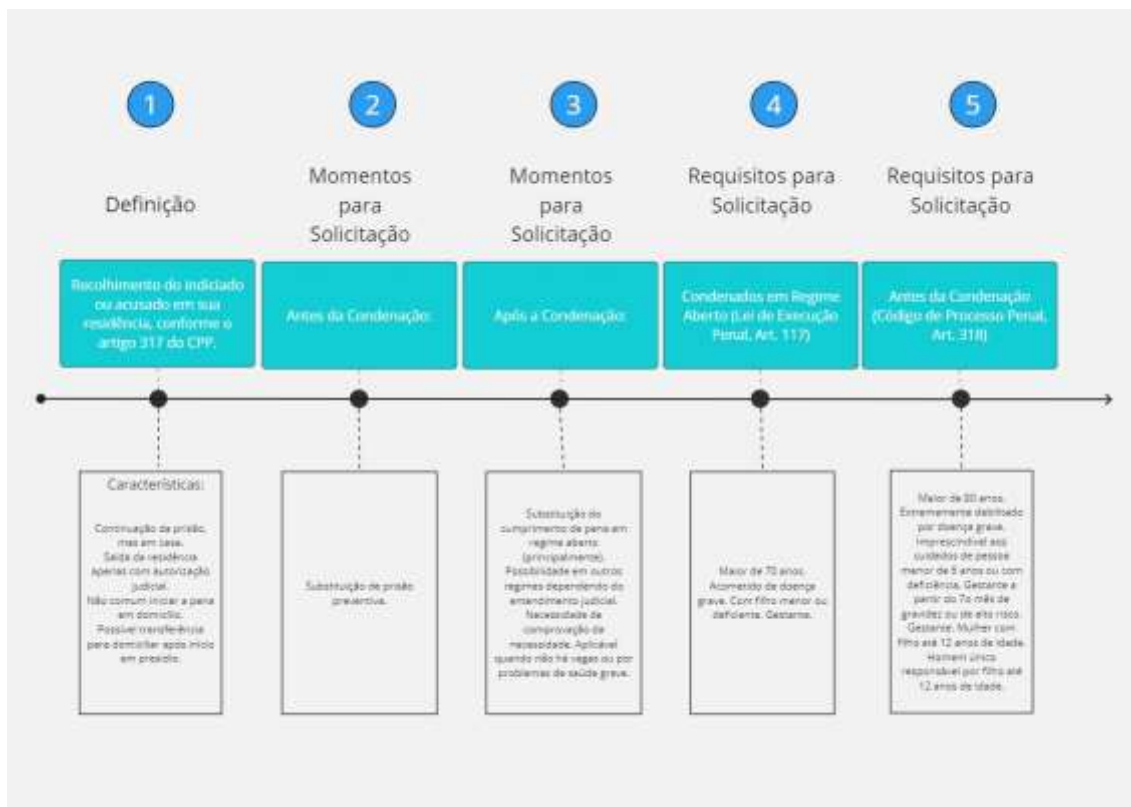 1
2
3
4
5
Definição
Momentos
para
Solicitação
Momentos
para
Solicitação
Requisitos para
Solicitação
Requisitos para
Solicitação
Recolhimento do indiciado
ou acusado em sua
residência, conforme o
artigo 317 do CPP.
Antes da Condenação:
Após a Condenação:
Condenados em Regime
Aberto (Lei de Execução
Penal, Art. 117)
Antes da Condenação
(Código de Processo Penal,
Art. 318)
Características:
Continuação da prisão,
mas em casa.
Saída da residência
apenas com autorização
judicial.
Não comum iniciar a pena
em domicílio.
Possível transferência
para domiciliar após início
em presídio.
Substituição de prisão
preventiva.
Substituição do
cumprimento de pena em
regime aberto
(principalmente).
Possibilidade em outros
regimes dependendo do
entendimento judicial.
Necessidade de
comprovação da
necessidade. Aplicável
quando não há vagas ou por
problemas de saúde grave.
Maior de 70 anos.
Acometido de doença
grave. Com filho menor ou
deficiente. Gestante.
Maior de 80 anos.
Extremamente debilitado
por doença grave.
Imprescindível aos
cuidados de pessoa
menor de 6 anos ou com
deficiência. Gestante a
partir do 7o mês de
gravidez ou de alto risco.
Gestante. Mulher com
filho até 12 anos de idade.
Homem único
responsável por filho até
12 anos de idade.